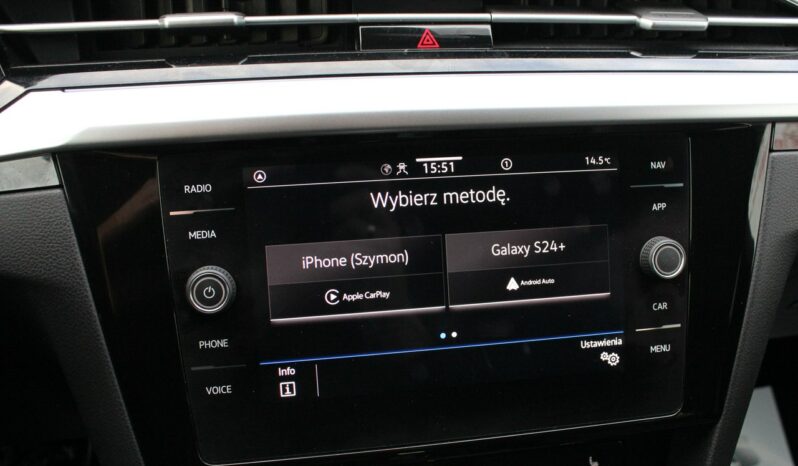 RADIO
MEDIA
PHONE
VOICE
15:51
1
14.5°C
Wybierz metodę.
iPhone (Szymon)
Apple CarPlay
Galaxy S24+
Android Auto
Info
Ustawienia
NAV
APP
CAR
MENU